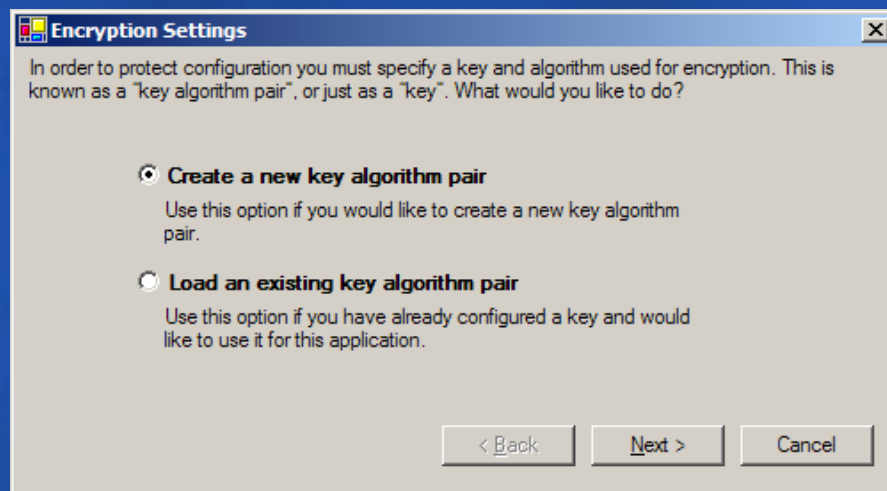 Encryption Settings
In order to protect configuration you must specify a key and algorithm used for encryption. This is
known as a "key algorithm pair", or just as a "key". What would you like to do?
Create a new key algorithm pair
Use this option if you would like to create a new key algorithm
pair.
Load an existing key algorithm pair
Use this option if you have already configured a key and would
like to use it for this application.
< Back
Next >
Cancel